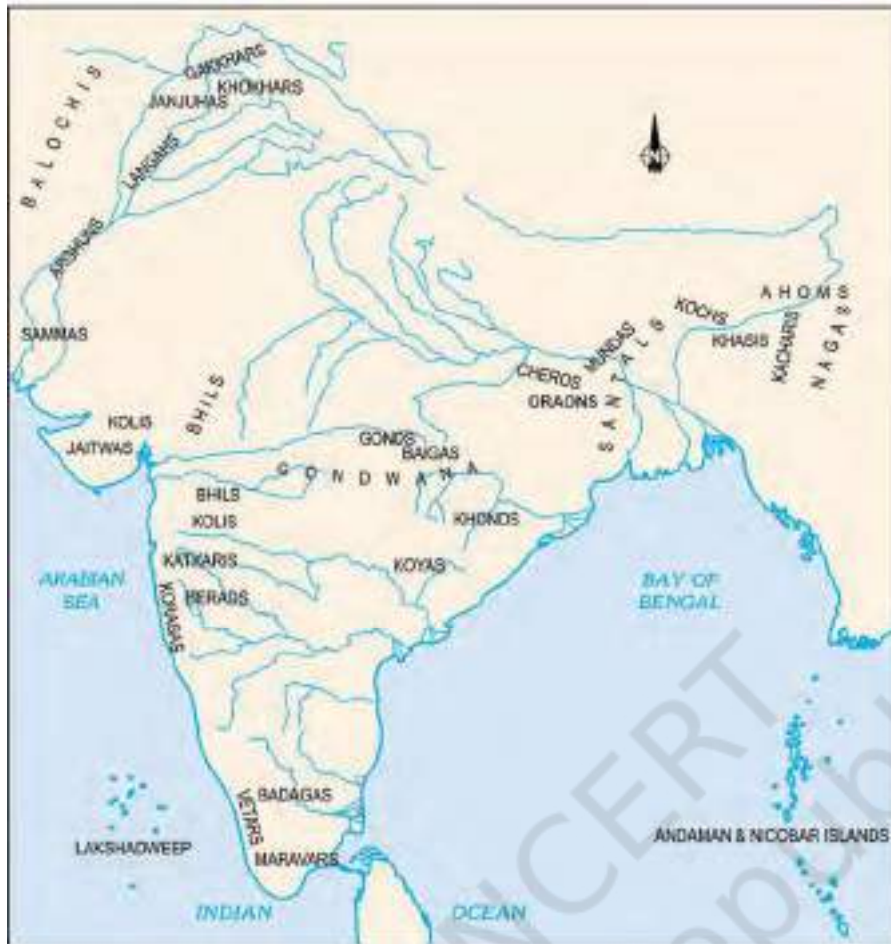 GAKKHARS
KHOKHARS
JANJUHAS
BALOCHIS
LANGAHS
ARGHUNS
SAMMAS
N
AHOMS
KOCHS
KHASIS
KACHARIS
NAGAS
MUNDAS
SANTALS
CHEROS
ORAONS
BHILS
KOLIS
JAITWAS
GONDS
BAIGAS
GONDWANA
BHILS
KOLIS
KHONDS
KATKARIS
KOYAS
BERADS
KORAGAS
ARABIAN
SEA
BAY OF
BENGAL
BADAGAS
VETARS
MARAVARS
LAKSHADWEEP
ANDAMAN & NICOBAR ISLANDS
INDIAN OCEAN
NCERT
republ